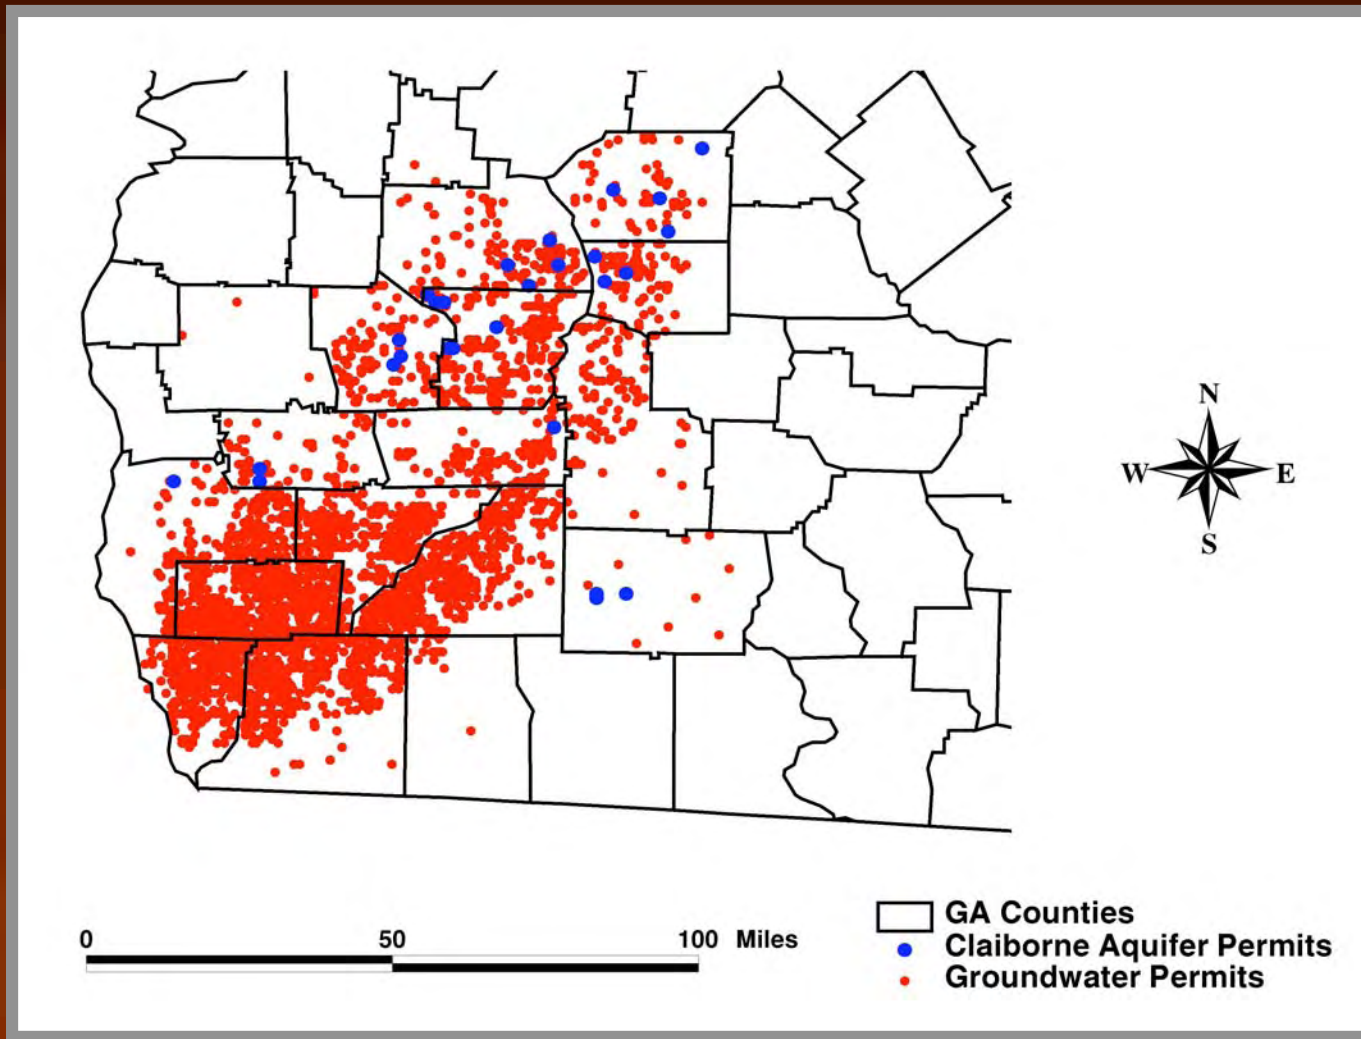 N
W E
S
0 50 100 Miles
GA Counties
Claiborne Aquifer Permits
Groundwater Permits